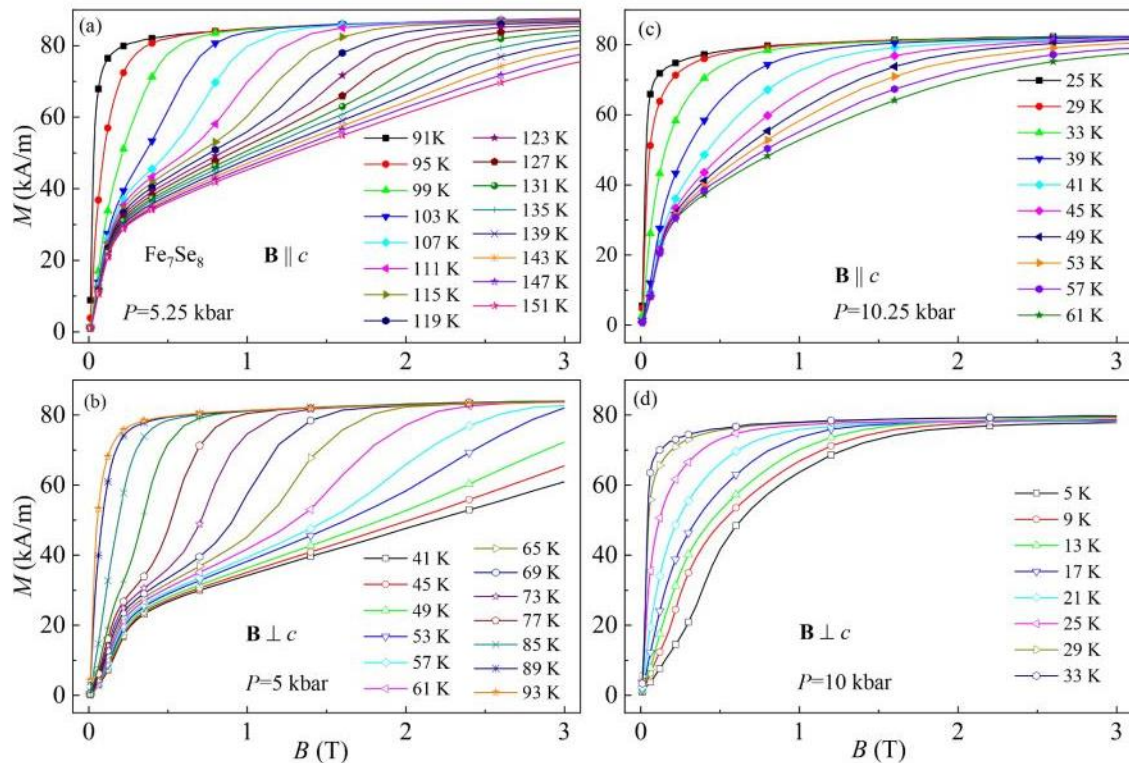 (a)
80
60
40
20
0
M (kA/m)
0 1 2 3
Fe₇Se₈
B || c
P=5.25 kbar
91K
95 K
99 K
103 K
107 K
111 K
115 K
119 K
123 K
127 K
131 K
135 K
139 K
143 K
147 K
151 K
(c)
80
60
40
20
0
0 1 2 3
B || c
P=10.25 kbar
25 K
29 K
33 K
39 K
41 K
45 K
49 K
53 K
57 K
61 K
(b)
80
60
40
20
0
M (kA/m)
0 1 2 3
B (T)
B ⊥ c
P=5 kbar
41 K
45 K
49 K
53 K
57 K
61 K
65 K
69 K
73 K
77 K
85 K
89 K
93 K
(d)
80
60
40
20
0
0 1 2 3
B (T)
B ⊥ c
P=10 kbar
5 K
9 K
13 K
17 K
21 K
25 K
29 K
33 K